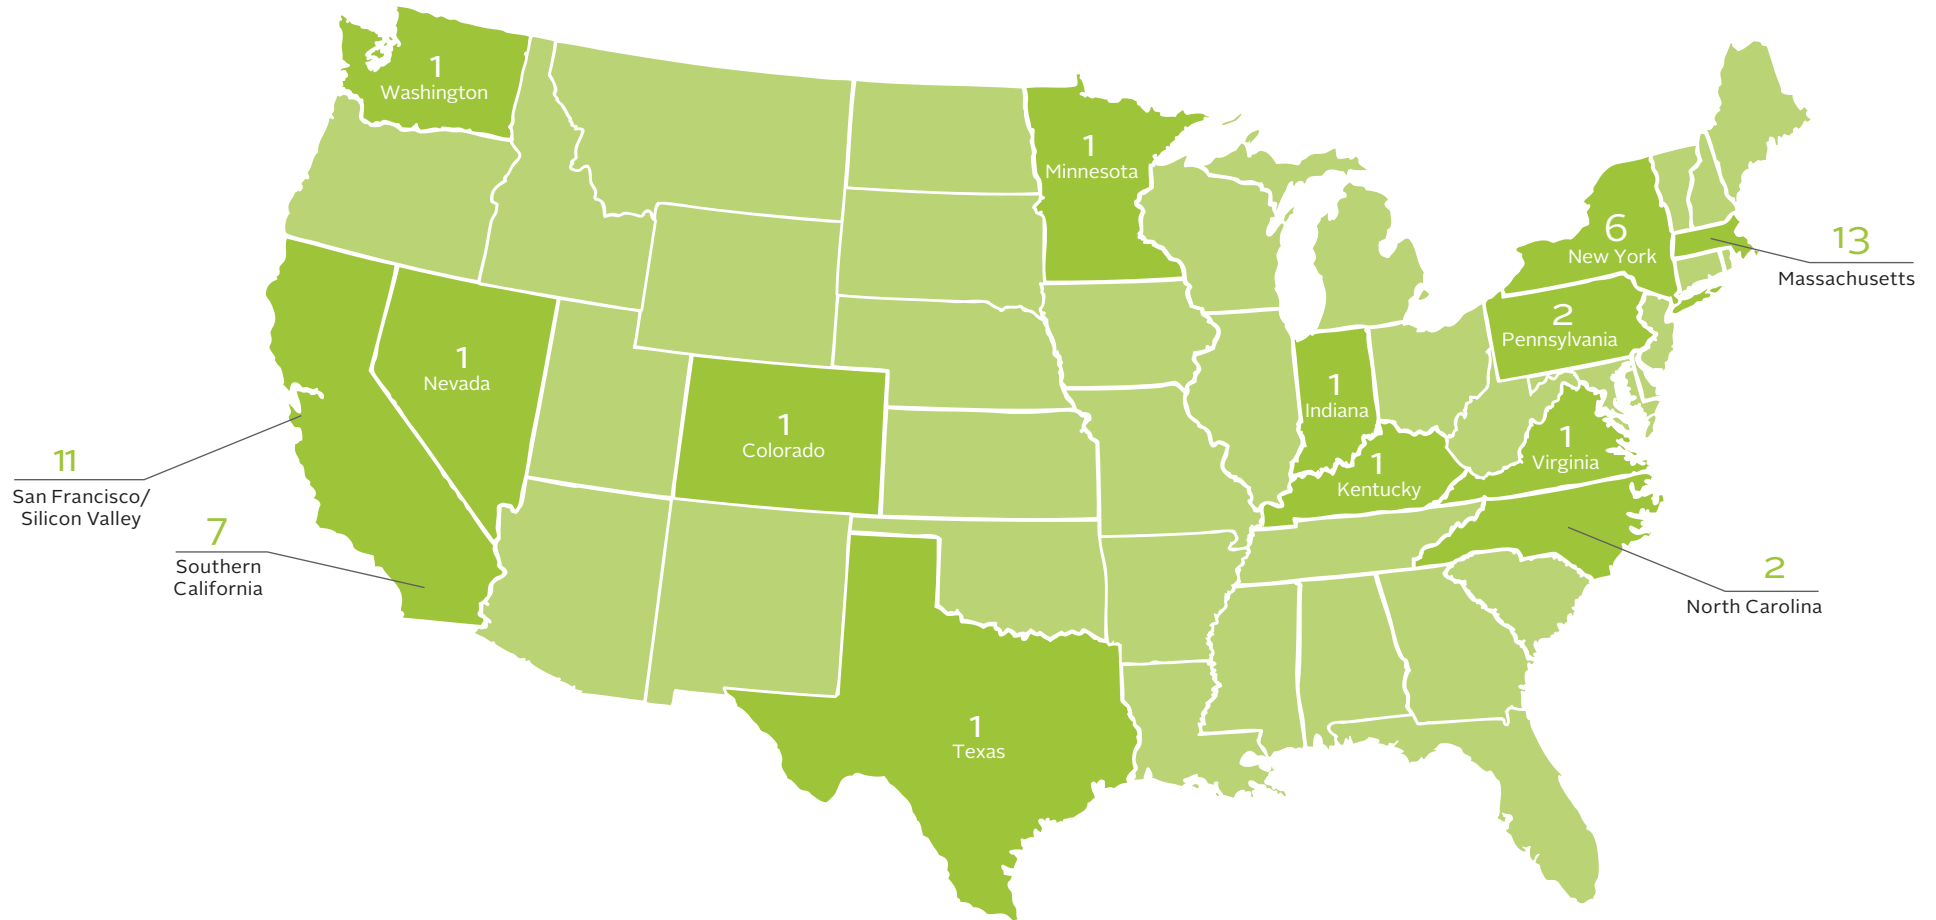 1
Washington
1
Minnesota
6
New York
13
Massachusetts
2
Pennsylvania
1
Nevada
1
Indiana
1
Colorado
1
Virginia
1
Kentucky
11
San Francisco/
Silicon Valley
7
Southern
California
2
North Carolina
1
Texas